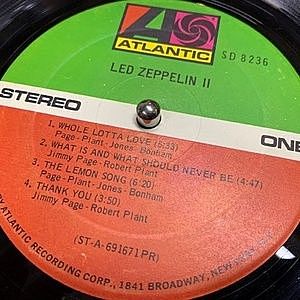 ATLANTIC
SD 8236
LED ZEPPELIN II
STEREO
ONE
1. WHOLE LOTTA LOVE (5:33)
Page-Plant-Jones-Bonham
2. WHAT IS AND WHAT SHOULD NEVER BE (4:47)
Jimmy Page-Robert Plant
3. THE LEMON SONG (6:20)
Page-Plant-Jones-Bonham
4. THANK YOU (3:50)
Jimmy Page-Robert Plant
(ST-A-691671PR)
ATLANTIC RECORDING CORP., 1841 BROADWAY, NEW YORK